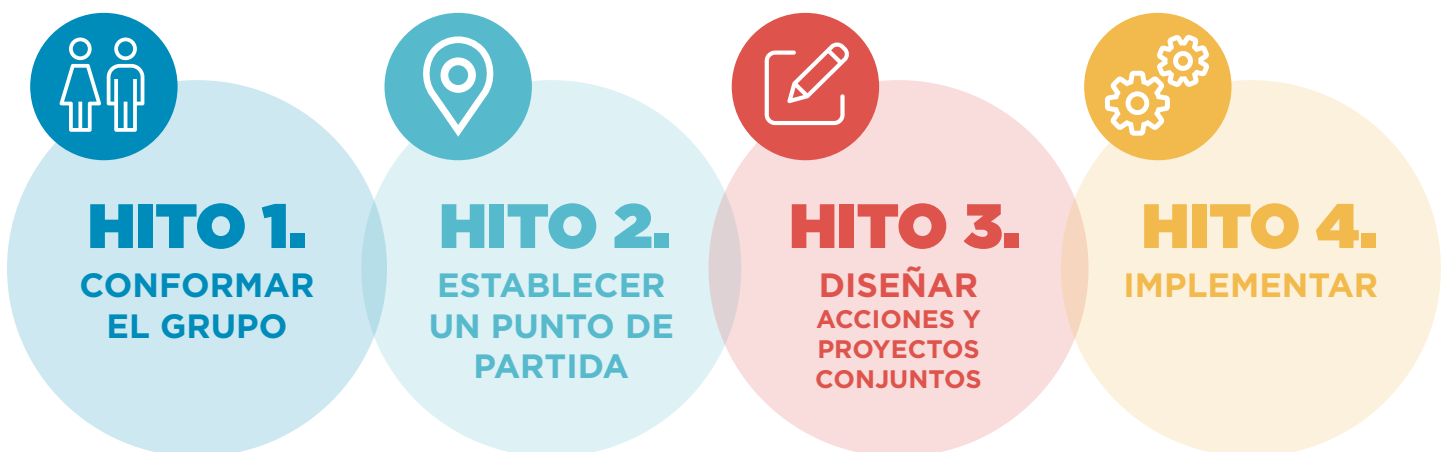 HITO 1.
CONFORMAR
EL GRUPO
HITO 2.
ESTABLECER
UN PUNTO DE
PARTIDA
HITO 3.
DISEÑAR
ACCIONES Y
PROYECTOS
CONJUNTOS
HITO 4.
IMPLEMENTAR